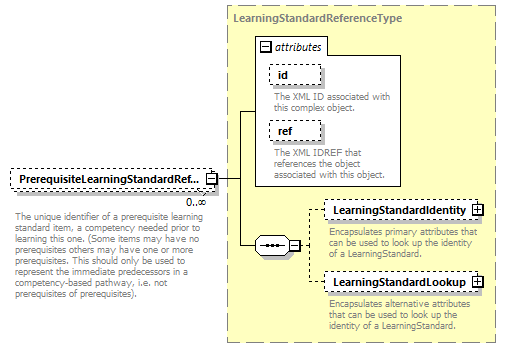 LearningStandardReferenceType
attributes
id
The XML ID associated with
this complex object.
ref
The XML IDREF that
references the object
associated with this object.
PrerequisiteLearningStandardRef...
0..∞
The unique identifier of a prerequisite learning
standard item, a competency needed prior to
learning this one. (Some items may have no
prerequisites others may have one or more
prerequisites. This should only be used to
represent the immediate predecessors in a
competency-based pathway, i.e. not
prerequisites of prerequisites).
LearningStandardIdentity
Encapsulates primary attributes that
can be used to look up the identity
of a LearningStandard.
LearningStandardLookup
Encapsulates alternative attributes
that can be used to look up the
identity of a LearningStandard.